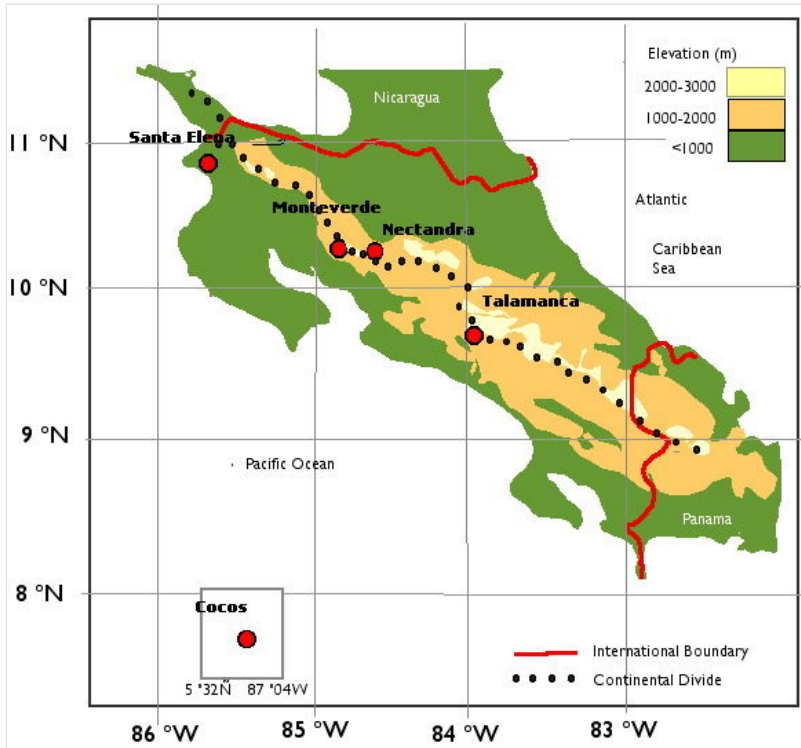 Elevation (m)
2000-3000
1000-2000
<1000
Nicaragua
11 °N
Santa Elena
Atlantic
Monteverde
Nectandra
Caribbean
Sea
10 °N
Talamanca
9 °N
Pacific Ocean
Panama
8 °N
Cocos
International Boundary
Continental Divide
5 °32Ñ 87 °04W
86 °W
85 °W
84 °W
83 °W